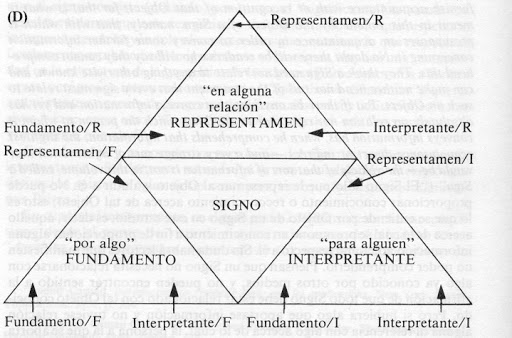 (D)
Representamen/R
"en alguna
relación"
REPRESENTAMEN
Fundamento/R
Interpretante/R
Representamen/F
Representamen/I
SIGNO
"por algo"
FUNDAMENTO
"para alguien"
INTERPRETANTE
Fundamento/F
Interpretante/F
Fundamento/I
Interpretante/I